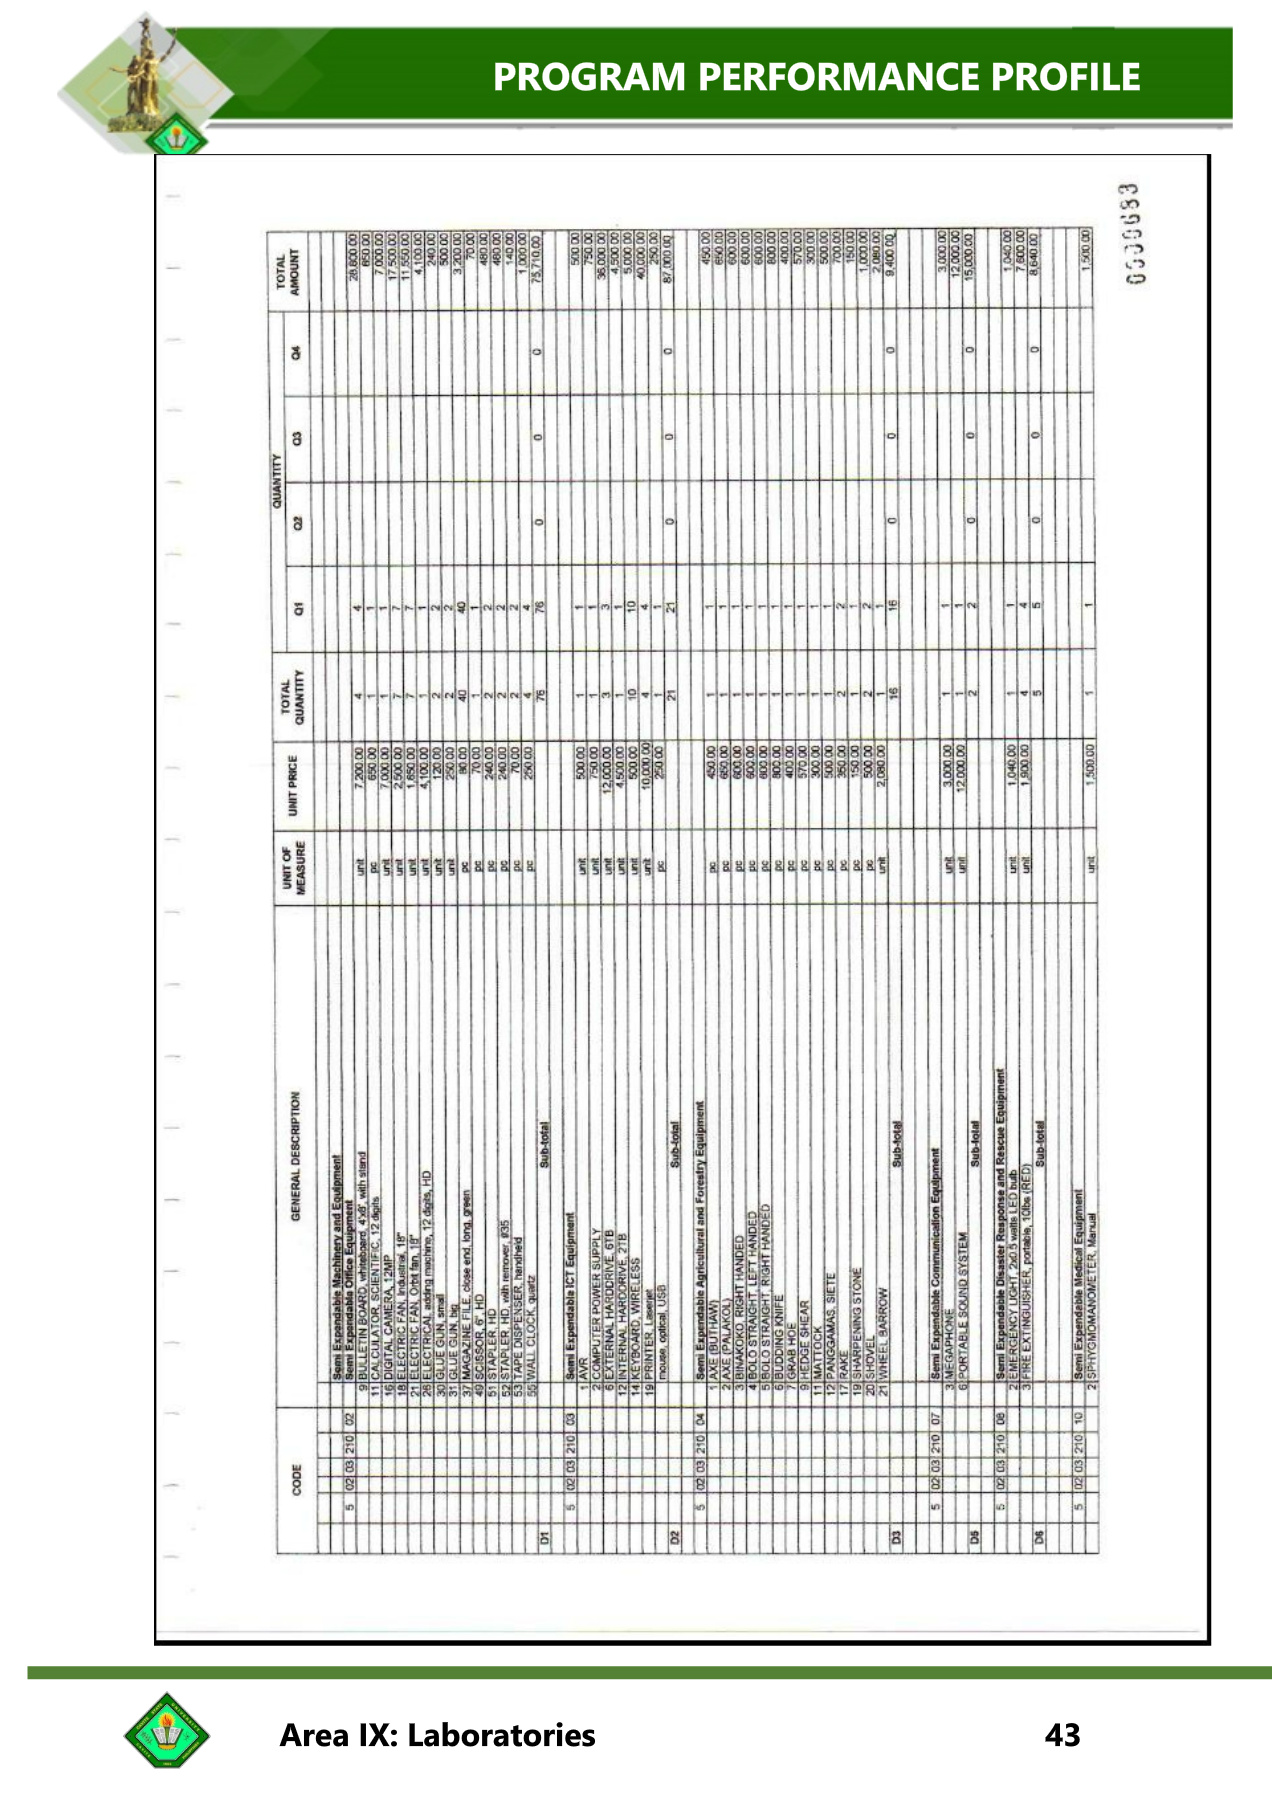 PROGRAM PERFORMANCE PROFILE
0000683
CODE GENERAL DESCRIPTION UNIT OF MEASURE UNIT PRICE TOTAL QUANTITY QUANTITY TOTAL AMOUNT
Q1 Q2 Q3 Q4
Semi Expendable Machinery and Equipment
5 02 03 210 02 Semi Expendable Office Equipment
9 BULLETIN BOARD, whiteboard, 4'x8', with stand unit 7,200.00 4 4 28,800.00
11 CALCULATOR, SCIENTIFIC, 12 digits pc 650.00 1 1 650.00
16 DIGITAL CAMERA, 12MP unit 7,000.00 1 1 7,000.00
18 ELECTRIC FAN, Industrial, 18" unit 2,500.00 7 7 17,500.00
21 ELECTRIC FAN, Orbit fan, 16" unit 1,650.00 7 7 11,550.00
26 ELECTRICAL, adding machine, 12 digits, HD unit 4,100.00 1 1 4,100.00
30 GLUE GUN, small unit 120.00 2 2 240.00
31 GLUE GUN, big unit 250.00 2 2 500.00
37 MAGAZINE FILE, close end, long, green pc 80.00 40 40 3,200.00
49 SCISSOR, 6", HD pc 70.00 1 1 70.00
51 STAPLER, HD pc 240.00 2 2 480.00
52 STAPLER, HD, with remover, #35 pc 240.00 2 2 480.00
53 TAPE DISPENSER, handheld pc 70.00 2 2 140.00
55 WALL CLOCK, quartz pc 250.00 4 4 1,000.00
D1 Sub-total 76 76 0 0 0 75,710.00
5 02 03 210 03 Semi Expendable ICT Equipment
1 AVR unit 500.00 1 1 500.00
2 COMPUTER POWER SUPPLY unit 750.00 1 1 750.00
6 EXTERNAL HARDDRIVE, 6TB unit 12,000.00 3 3 36,000.00
12 INTERNAL HARDDRIVE, 2TB unit 4,500.00 1 1 4,500.00
14 KEYBOARD, WIRELESS unit 500.00 10 10 5,000.00
19 PRINTER, Laserjet unit 10,000.00 4 4 40,000.00
mouse, optical, USB pc 250.00 1 1 250.00
D2 Sub-total 21 21 0 0 0 87,000.00
5 02 03 210 04 Semi Expendable Agricultural and Forestry Equipment
1 AXE (BUTHAW) pc 450.00 1 1 450.00
2 AXE (PALAKOL) pc 650.00 1 1 650.00
3 BINAKOKO, RIGHT HANDED pc 600.00 1 1 600.00
4 BOLO STRAIGHT, LEFT HANDED pc 600.00 1 1 600.00
5 BOLO STRAIGHT, RIGHT HANDED pc 600.00 1 1 600.00
6 BUDDING KNIFE pc 800.00 1 1 800.00
7 GRAB HOE pc 400.00 1 1 400.00
9 HEDGE SHEAR pc 570.00 1 1 570.00
11 MATTOCK pc 300.00 1 1 300.00
12 PANGGAMAS, SIETE pc 500.00 1 1 500.00
17 RAKE pc 350.00 2 2 700.00
19 SHARPENING STONE pc 150.00 1 1 150.00
20 SHOVEL pc 500.00 2 2 1,000.00
21 WHEEL BARROW unit 2,080.00 1 1 2,080.00
D3 Sub-total 16 16 0 0 0 9,400.00
5 02 03 210 07 Semi Expendable Communication Equipment
3 MEGAPHONE unit 3,000.00 1 1 3,000.00
6 PORTABLE SOUND SYSTEM unit 12,000.00 1 1 12,000.00
D5 Sub-total 2 2 0 0 0 15,000.00
5 02 03 210 08 Semi Expendable Disaster Response and Rescue Equipment
2 EMERGENCY LIGHT, 2x0.5 watts LED bulb unit 1,040.00 1 1 1,040.00
3 FIRE EXTINGUISHER, portable, 10lbs (RED) unit 1,900.00 4 4 7,600.00
D6 Sub-total 5 5 0 0 0 8,640.00
5 02 03 210 10 Semi Expendable Medical Equipment
2 SPHYGMOMANOMETER, Manual unit 1,500.00 1 1 1,500.00
Area IX: Laboratories 43